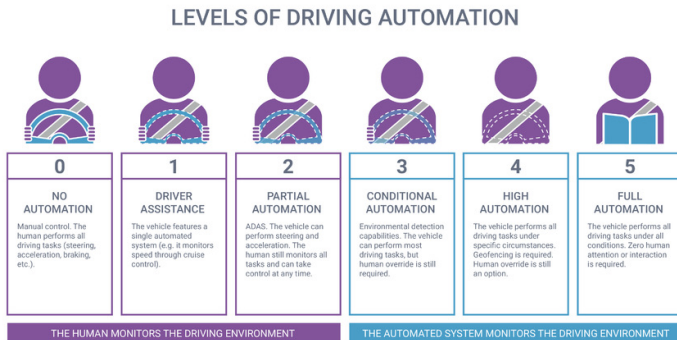 LEVELS OF DRIVING AUTOMATION
0
NO
AUTOMATION
Manual control. The
human performs all
driving tasks (steering,
acceleration, braking,
etc.).
1
DRIVER
ASSISTANCE
The vehicle features a
single automated
system (e.g. it monitors
speed through cruise
control).
2
PARTIAL
AUTOMATION
ADAS. The vehicle can
perform steering and
acceleration. The
human still monitors all
tasks and can take
control at any time.
3
CONDITIONAL
AUTOMATION
Environmental detection
capabilities. The vehicle
can perform most
driving tasks, but
human override is still
required.
4
HIGH
AUTOMATION
The vehicle performs all
driving tasks under
specific circumstances.
Geofencing is required.
Human override is still
an option.
5
FULL
AUTOMATION
The vehicle performs all
driving tasks under all
conditions. Zero human
attention or interaction
is required.
THE HUMAN MONITORS THE DRIVING ENVIRONMENT
THE AUTOMATED SYSTEM MONITORS THE DRIVING ENVIRONMENT